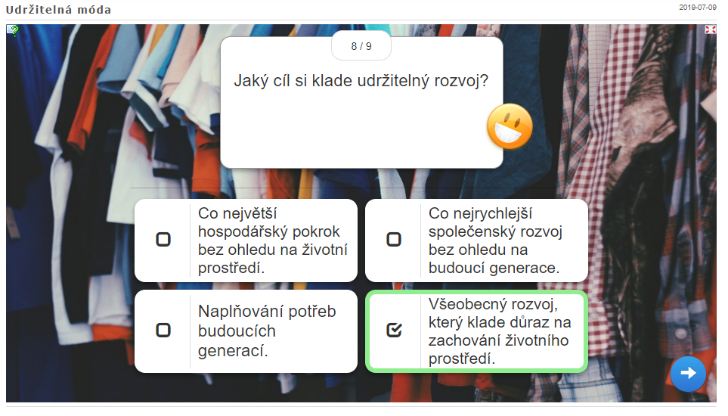 Udržitelná móda
2019-07-09
8 / 9
Jaký cíl si klade udržitelný rozvoj?
Co největší
hospodářský pokrok
bez ohledu na životní
prostředí.
Co nejrychlejší
společenský rozvoj
bez ohledu na
budoucí generace.
Naplňování potřeb
budoucích
generací.
Všeobecný rozvoj,
který klade důraz na
zachování životního
prostředí.